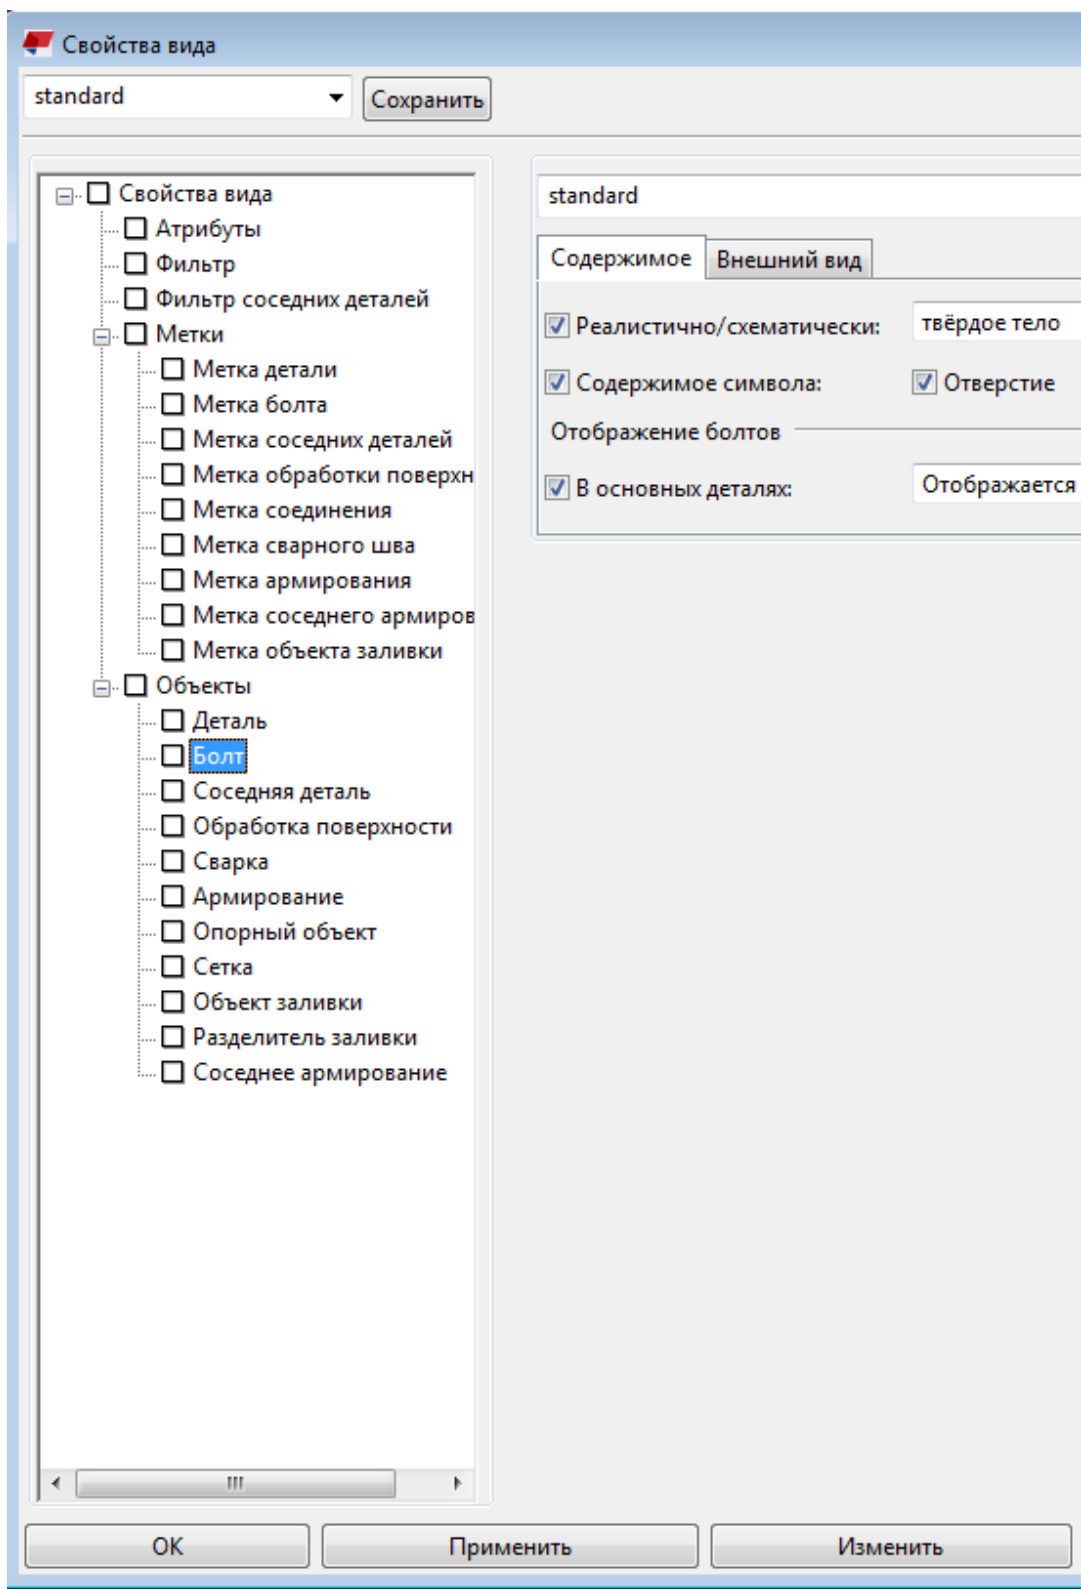 Свойства вида
standard
Сохранить
Свойства вида
Атрибуты
Фильтр
Фильтр соседних деталей
Метки
Метка детали
Метка болта
Метка соседних деталей
Метка обработки поверхн
Метка соединения
Метка сварного шва
Метка армирования
Метка соседнего армиров
Метка объекта заливки
Объекты
Деталь
Болт
Соседняя деталь
Обработка поверхности
Сварка
Армирование
Опорный объект
Сетка
Объект заливки
Разделитель заливки
Соседнее армирование
standard
Содержимое Внешний вид
Реалистично/схематически: твёрдое тело
Содержимое символа: Отверстие
Отображение болтов
В основных деталях: Отображается
ОК Применить Изменить